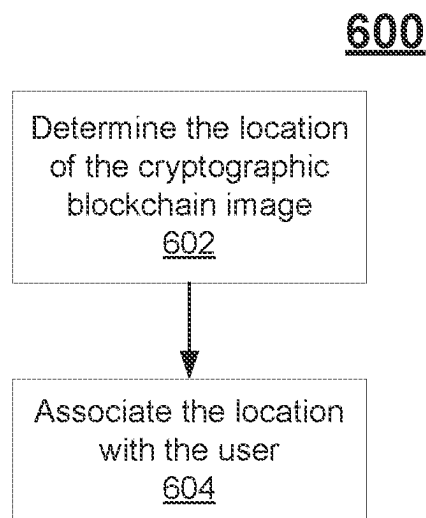 600
Determine the location
of the cryptographic
blockchain image
602
Associate the location
with the user
604